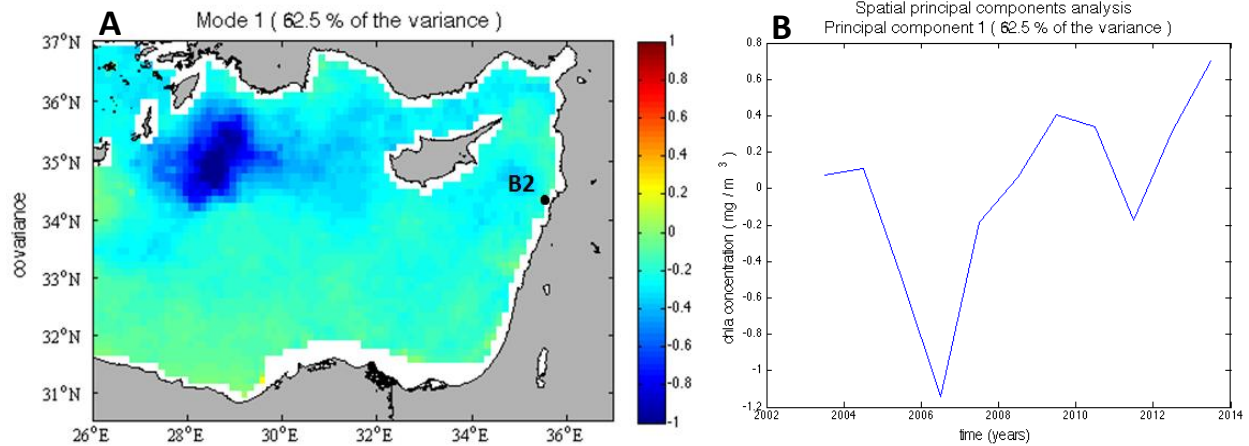 A
Mode 1 ( 62.5 % of the variance )
37°N
36°N
35°N
34°N
33°N
32°N
31°N
covariance
26°E
28°E
30°E
32°E
34°E
36°E
B2
1
0.8
0.6
0.4
0.2
0
-0.2
-0.4
-0.6
-0.8
-1
B
Spatial principal components analysis
Principal component 1 ( 62.5 % of the variance )
0.8
0.6
0.4
0.2
0
-0.2
-0.4
-0.6
-0.8
-1
-1.2
chla concentration ( mg / m³ )
2002
2004
2006
2008
2010
2012
2014
time (years)